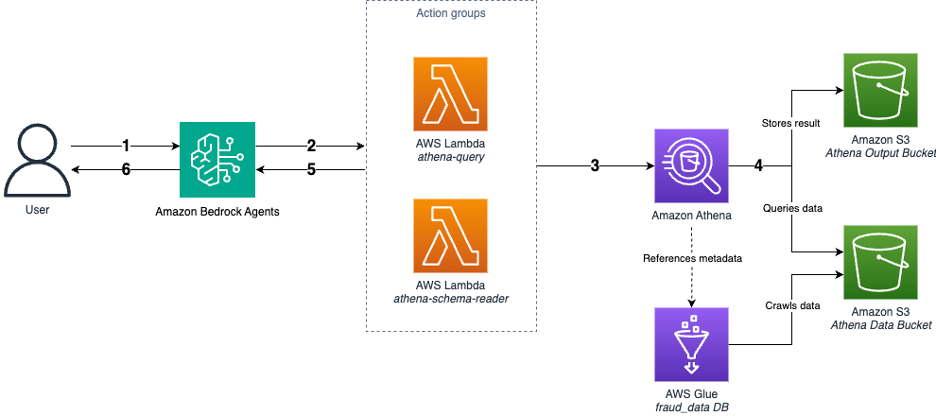 Action groups
AWS Lambda
athena-query
AWS Lambda
athena-schema-reader
1
2
6
5
3
4
User
Amazon Bedrock Agents
Amazon Athena
Stores result
Queries data
References metadata
Crawls data
Amazon S3
Athena Output Bucket
Amazon S3
Athena Data Bucket
AWS Glue
fraud_data DB